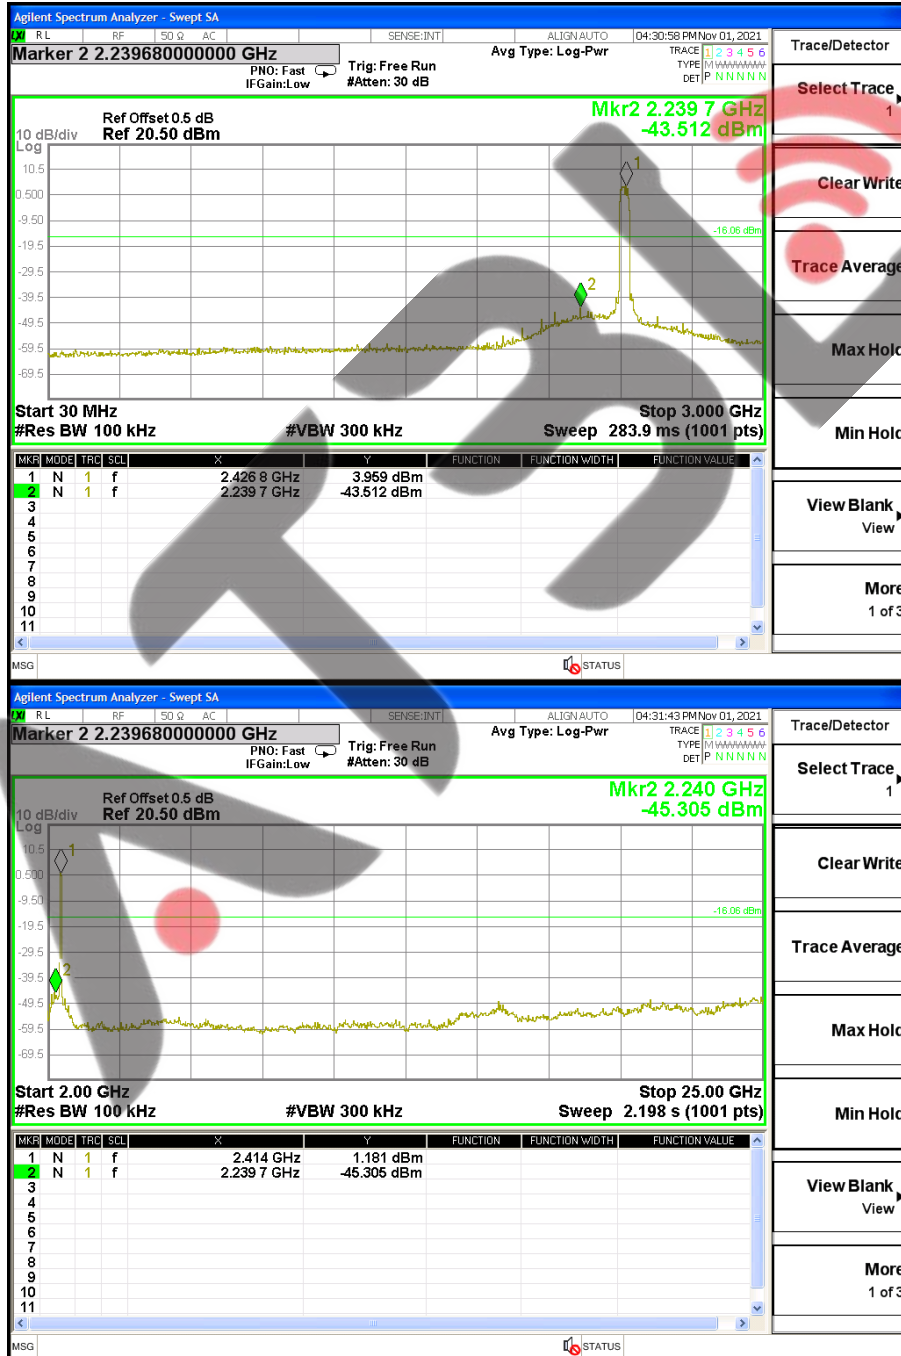 Agilent Spectrum Analyzer - Swept SA
LXI RL RF 50 Ω AC SENSE:INT ALIGN AUTO 04:30:58 PM Nov 01, 2021
Marker 2 2.239680000000 GHz
Avg Type: Log-Pwr
TRACE 1 2 3 4 5 6
PNO: Fast Trig: Free Run
TYPE M WWWWW
IFGain:Low #Atten: 30 dB
DET P N N N N N
Trace/Detector
Select Trace
1
Clear Write
Trace Average
Max Hold
Min Hold
View Blank
View
More
1 of 3
Mkr2 2.239 7 GHz
Ref Offset 0.5 dB
10 dB/div Ref 20.50 dBm
-43.512 dBm
Log
10.5
0.500
-9.50
-19.5
-29.5
-39.5
-49.5
-59.5
-69.5
1
-16.06 dBm
2
Start 30 MHz Stop 3.000 GHz
#Res BW 100 kHz #VBW 300 kHz Sweep 283.9 ms (1001 pts)
MKR MODE TRC SCL X Y FUNCTION FUNCTION WIDTH FUNCTION VALUE
1 N 1 f 2.426 8 GHz 3.959 dBm
2 N 1 f 2.239 7 GHz -43.512 dBm
3
4
5
6
7
8
9
10
11
MSG STATUS
Agilent Spectrum Analyzer - Swept SA
LXI RL RF 50 Ω AC SENSE:INT ALIGN AUTO 04:31:43 PM Nov 01, 2021
Marker 2 2.239680000000 GHz
Avg Type: Log-Pwr
TRACE 1 2 3 4 5 6
PNO: Fast Trig: Free Run
TYPE M WWWWW
IFGain:Low #Atten: 30 dB
DET P N N N N N
Trace/Detector
Select Trace
1
Clear Write
Trace Average
Max Hold
Min Hold
View Blank
View
More
1 of 3
Mkr2 2.240 GHz
Ref Offset 0.5 dB
10 dB/div Ref 20.50 dBm
-45.305 dBm
Log
10.5
0.500
-9.50
-19.5
-29.5
-39.5
-49.5
-59.5
-69.5
1
-16.06 dBm
2
Start 2.00 GHz Stop 25.00 GHz
#Res BW 100 kHz #VBW 300 kHz Sweep 2.198 s (1001 pts)
MKR MODE TRC SCL X Y FUNCTION FUNCTION WIDTH FUNCTION VALUE
1 N 1 f 2.414 GHz 1.181 dBm
2 N 1 f 2.239 7 GHz -45.305 dBm
3
4
5
6
7
8
9
10
11
MSG STATUS